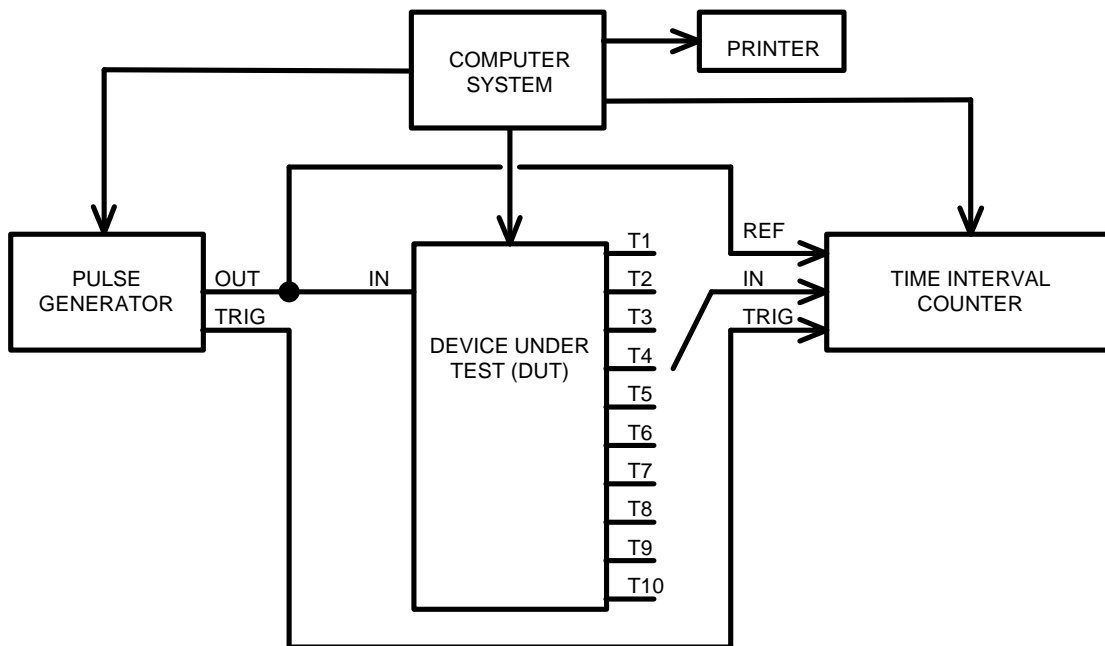 COMPUTER
SYSTEM
PRINTER
PULSE
GENERATOR
OUT
TRIG
IN
DEVICE UNDER
TEST (DUT)
T1
T2
T3
T4
T5
T6
T7
T8
T9
T10
REF
IN
TRIG
TIME INTERVAL
COUNTER